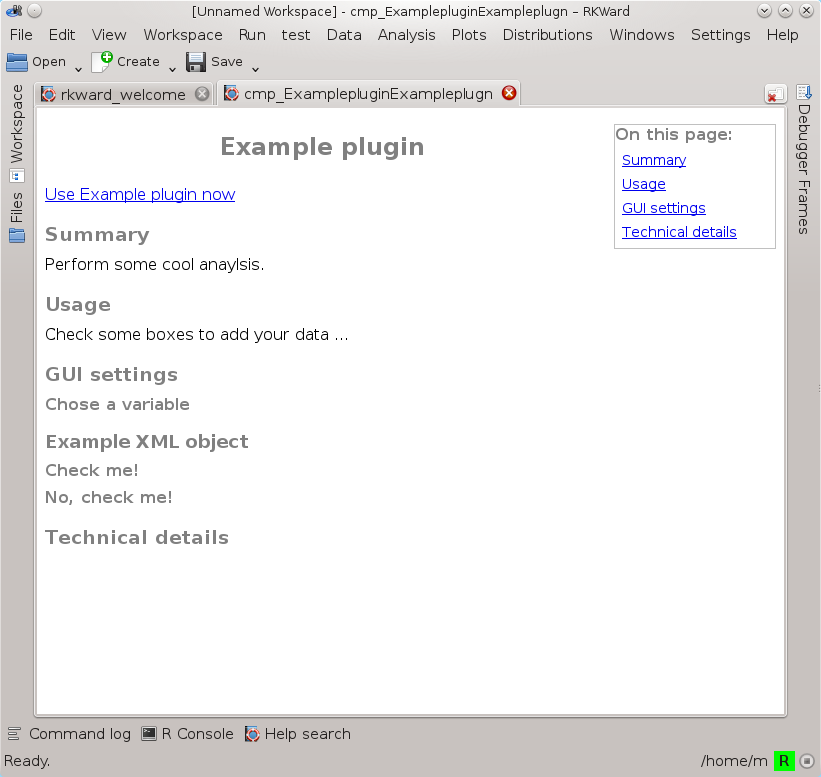 [Unnamed Workspace] - cmp_ExamplepluginExampleplugn – RKWard
File Edit View Workspace Run test Data Analysis Plots Distributions Windows Settings Help
Open Create Save
Workspace
Files
rkward_welcome cmp_ExamplepluginExampleplugn
Debugger Frames
Example plugin
On this page:
Summary
Usage
GUI settings
Technical details
Use Example plugin now
Summary
Perform some cool anaylsis.
Usage
Check some boxes to add your data ...
GUI settings
Chose a variable
Example XML object
Check me!
No, check me!
Technical details
Command log R Console Help search
Ready. /home/m R